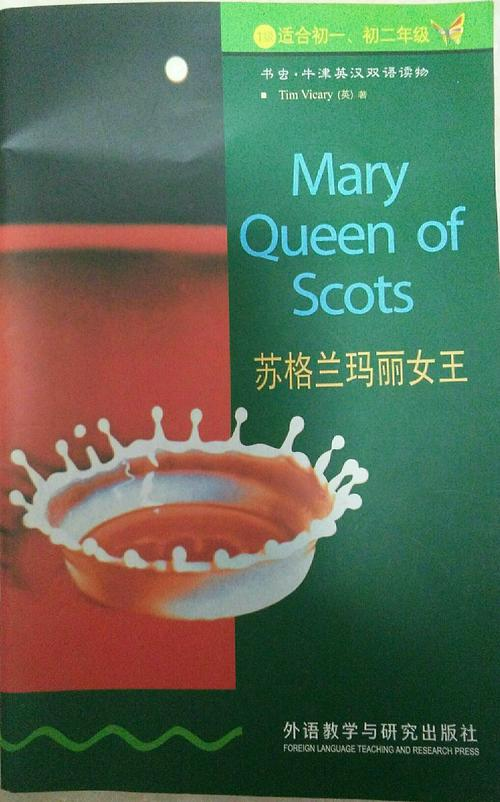 1级 适合初一、初二年级
书虫·牛津英汉双语读物
■ Tim Vicary (英) 著
Mary
Queen of
Scots
苏格兰玛丽女王
外语教学与研究出版社
FOREIGN LANGUAGE TEACHING AND RESEARCH PRESS